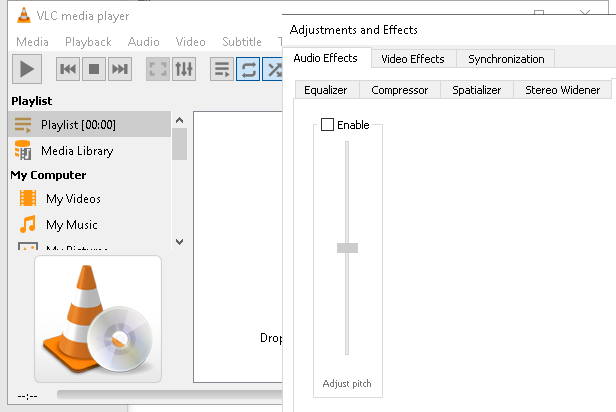 VLC media player
Media Playback Audio Video Subtitle
Playlist
Playlist [00:00]
Media Library
My Computer
My Videos
My Music
My Pictures
Drop
--:--
Adjustments and Effects
Audio Effects Video Effects Synchronization
Equalizer Compressor Spatializer Stereo Widener
Enable
Adjust pitch